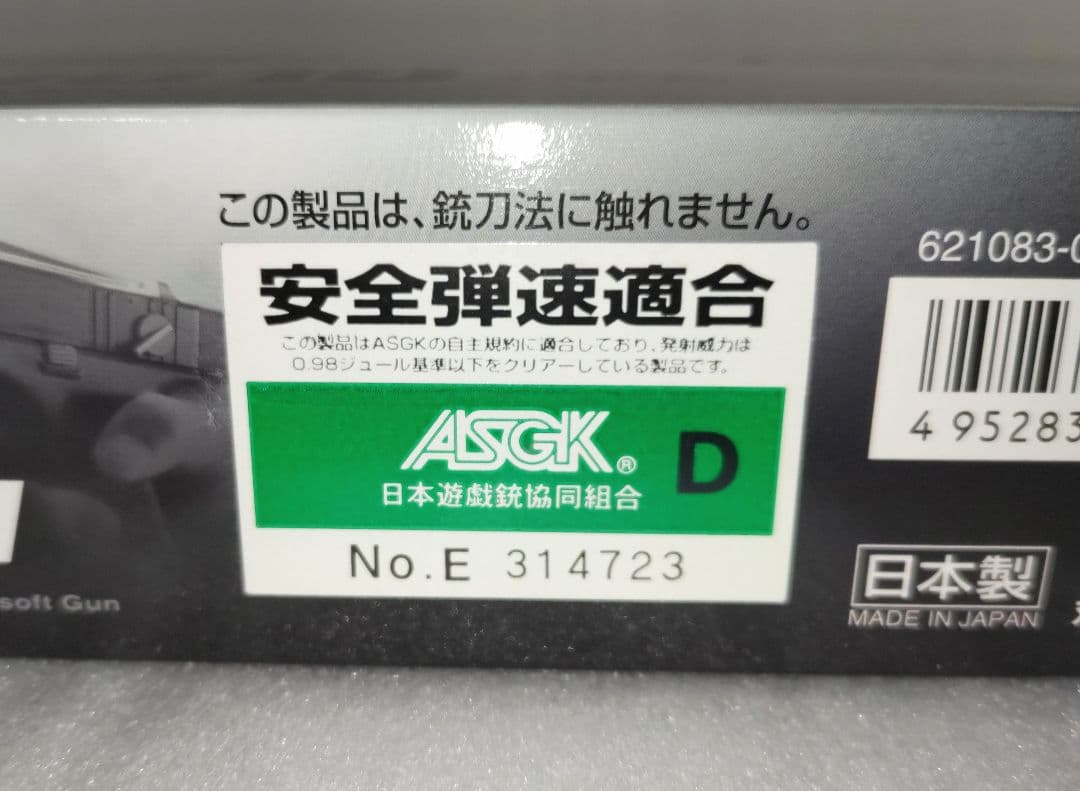 この製品は、銃刀法に触れません。
安全弾速適合
この製品はASGKの自主規約に適合しており、発射威力は
0.98ジュール基準以下をクリアーしている製品です。
ASGK®
D
日本遊戯銃協同組合
No.E 314723
621083-0
4 95283
日本製
MADE IN JAPAN
soft Gun